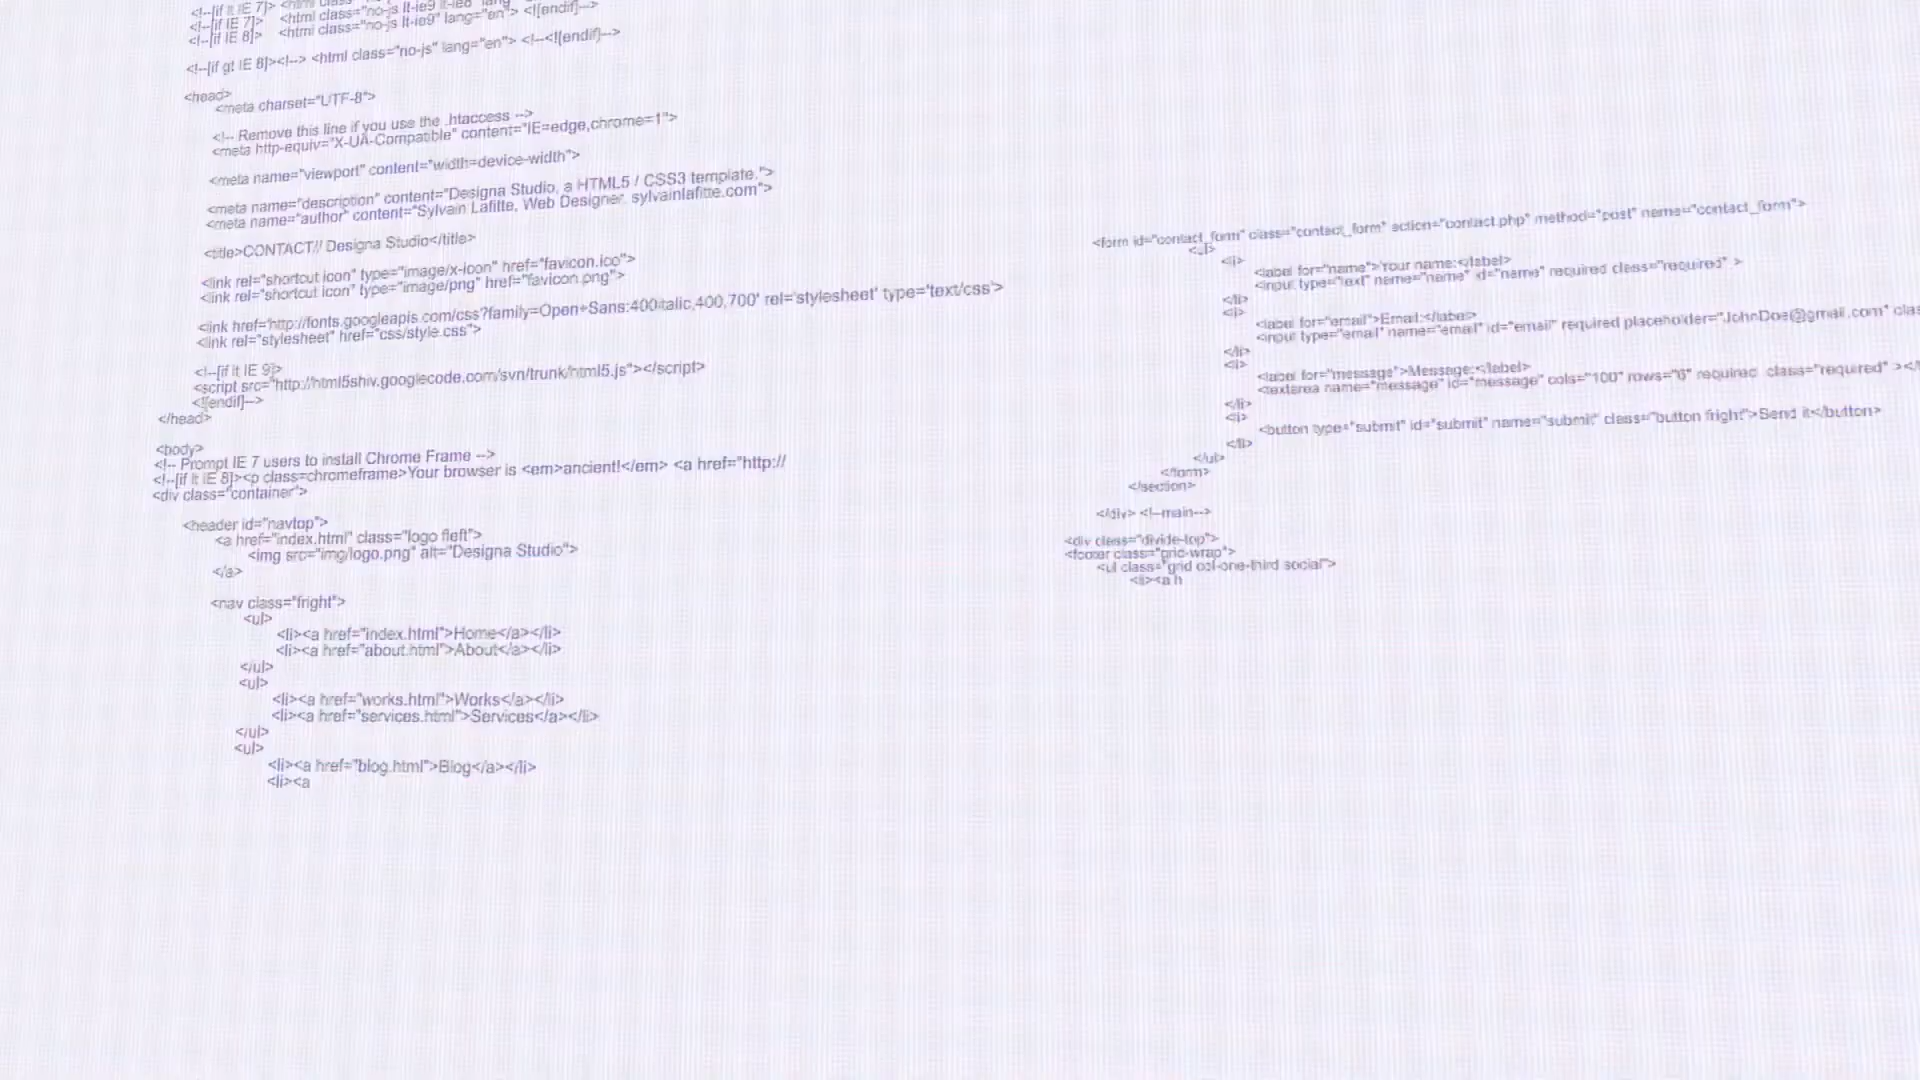 <!--[if lt IE 7]> <html class="no-js lt-ie9 lt-ie8
<!--[if IE 7]> <html class="no-js lt-ie9 lt-ie8" lang="en"> <![endif]-->
<!--[if IE 8]> <html class="no-js lt-ie9" lang="en"> <![endif]-->
<!--[if gt IE 8]><!--> <html class="no-js" lang="en"> <!--<![endif]-->
<head>
<meta charset="UTF-8">
<!-- Remove this line if you use the .htaccess -->
<meta http-equiv="X-UA-Compatible" content="IE=edge,chrome=1">
<meta name="viewport" content="width=device-width">
<meta name="description" content="Designa Studio, a HTML5 / CSS3 template.">
<meta name="author" content="Sylvain Lafitte, Web Designer, sylvainlafitte.com">
<title>CONTACT// Designa Studio</title>
<link rel="shortcut icon" type="image/x-icon" href="favicon.ico">
<link rel="shortcut icon" type="image/png" href="favicon.png">
<link href='http://fonts.googleapis.com/css?family=Open+Sans:400italic,400,700' rel='stylesheet' type='text/css'>
<link rel="stylesheet" href="css/style.css">
<!--[if lt IE 9]>
<script src="http://html5shiv.googlecode.com/svn/trunk/html5.js"></script>
<![endif]-->
</head>
<body>
<!-- Prompt IE 7 users to install Chrome Frame -->
<!--[if lt IE 8]><p class=chromeframe>Your browser is <em>ancient!</em> <a href="http://
<div class="container">
<header id="navtop">
<a href="index.html" class="logo fleft">
<img src="img/logo.png" alt="Designa Studio">
</a>
<nav class="fright">
<ul>
<li><a href="index.html">Home</a></li>
<li><a href="about.html">About</a></li>
</ul>
<ul>
<li><a href="works.html">Works</a></li>
<li><a href="services.html">Services</a></li>
</ul>
<ul>
<li><a href="blog.html">Blog</a></li>
<li><a
<form id="contact_form" class="contact_form" action="contact.php" method="post" name="contact_form">
<ul>
<li>
<label for="name">Your name:</label>
<input type="text" name="name" id="name" required class="required" >
</li>
<li>
<label for="email">Email:</label>
<input type="email" name="email" id="email" required placeholder="JohnDoe@gmail.com" clas
</li>
<li>
<label for="message">Message:</label>
<textarea name="message" id="message" cols="100" rows="6" required class="required" ></
</li>
<li>
<button type="submit" id="submit" name="submit" class="button fright">Send it</button>
</li>
</ul>
</form>
</section>
</div> <!--main-->
<div class="divide-top">
<footer class="grid-wrap">
<ul class="grid col-one-third social">
<li><a h